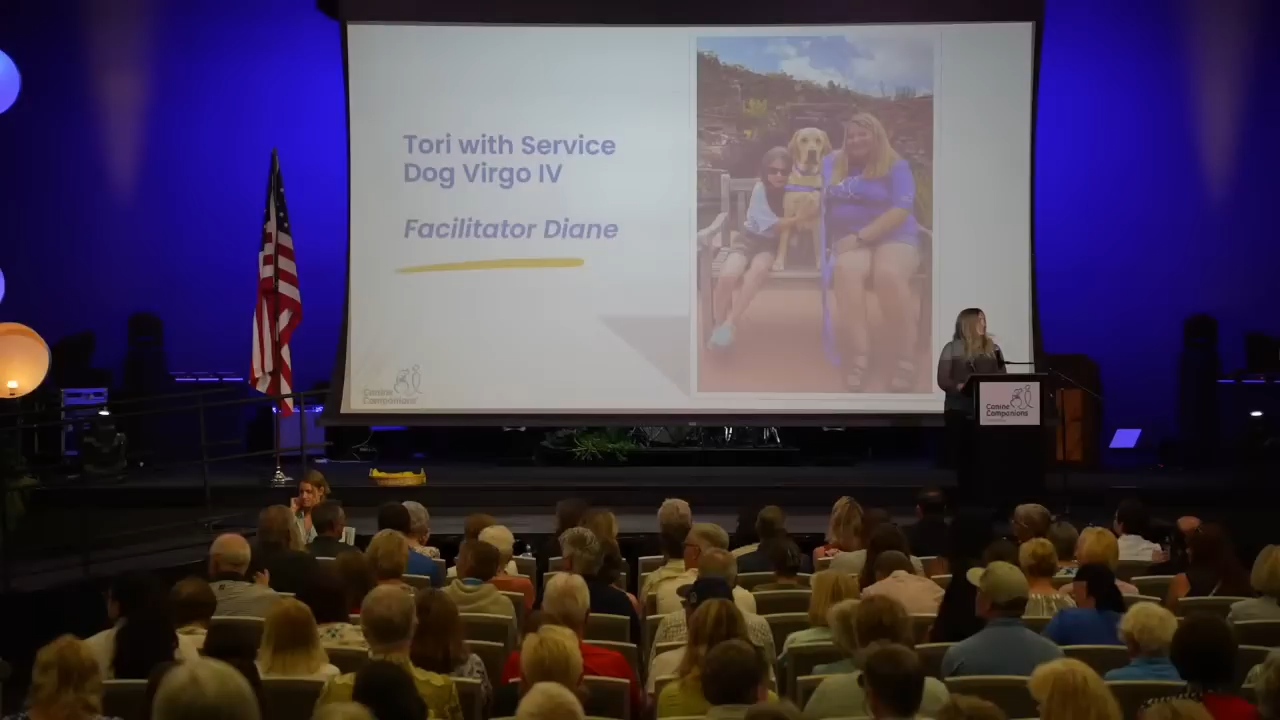 Tori with Service
Dog Virgo IV
Facilitator Diane
Canine
Companions
Canine
Companions